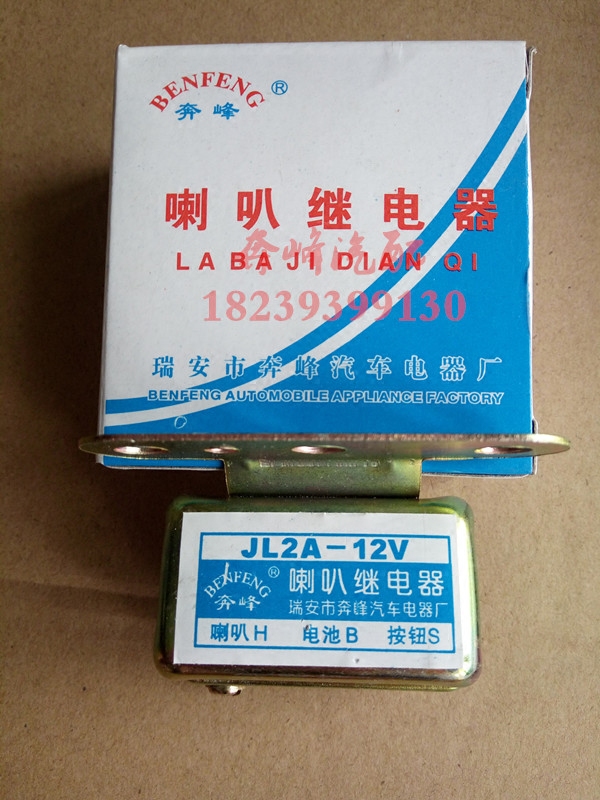 BENFENG ®
奔峰
喇叭继电器
奔峰汽配
LA BA JI DIAN QI
18239399130
瑞安市奔峰汽车电器厂
BENFENG AUTOMOBILE APPLIANCE FACTORY
JL2A-12V
BENFENG ®
奔峰
喇叭继电器
瑞安市奔峰汽车电器厂
喇叭H 电池B 按钮S